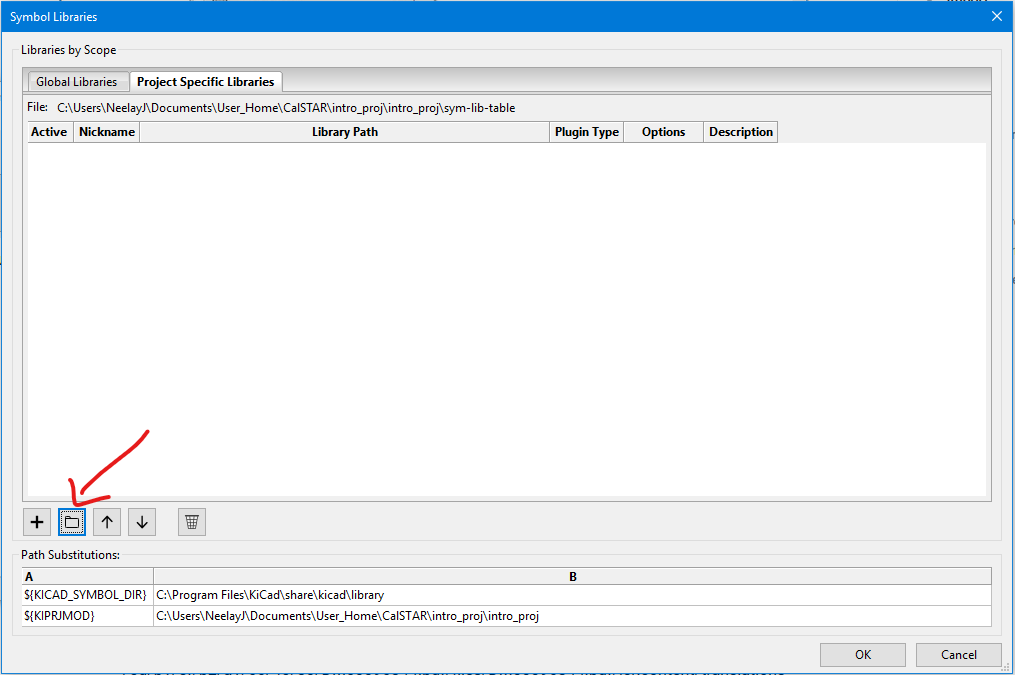 Symbol Libraries
Libraries by Scope
Global Libraries Project Specific Libraries
File: C:\Users\NeelayJ\Documents\User_Home\CalSTAR\intro_proj\intro_proj\sym-lib-table
Active Nickname Library Path Plugin Type Options Description
Path Substitutions:
A B
${KICAD_SYMBOL_DIR} C:\Program Files\KiCad\share\kicad\library
${KIPRJMOD} C:\Users\NeelayJ\Documents\User_Home\CalSTAR\intro_proj\intro_proj
OK Cancel